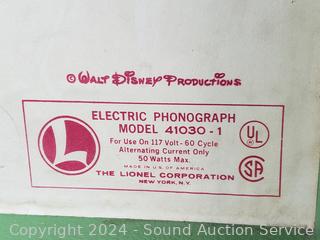 © WALT DISNEY PRODUCTIONS
ELECTRIC PHONOGRAPH
MODEL 41030-1
For Use On 117 Volt - 60 Cycle
Alternating Current Only
50 Watts Max.
MADE IN U.S. OF AMERICA
THE LIONEL CORPORATION
NEW YORK, N.Y.
L
UL
SA
Copyright 2024 - Sound Auction Service